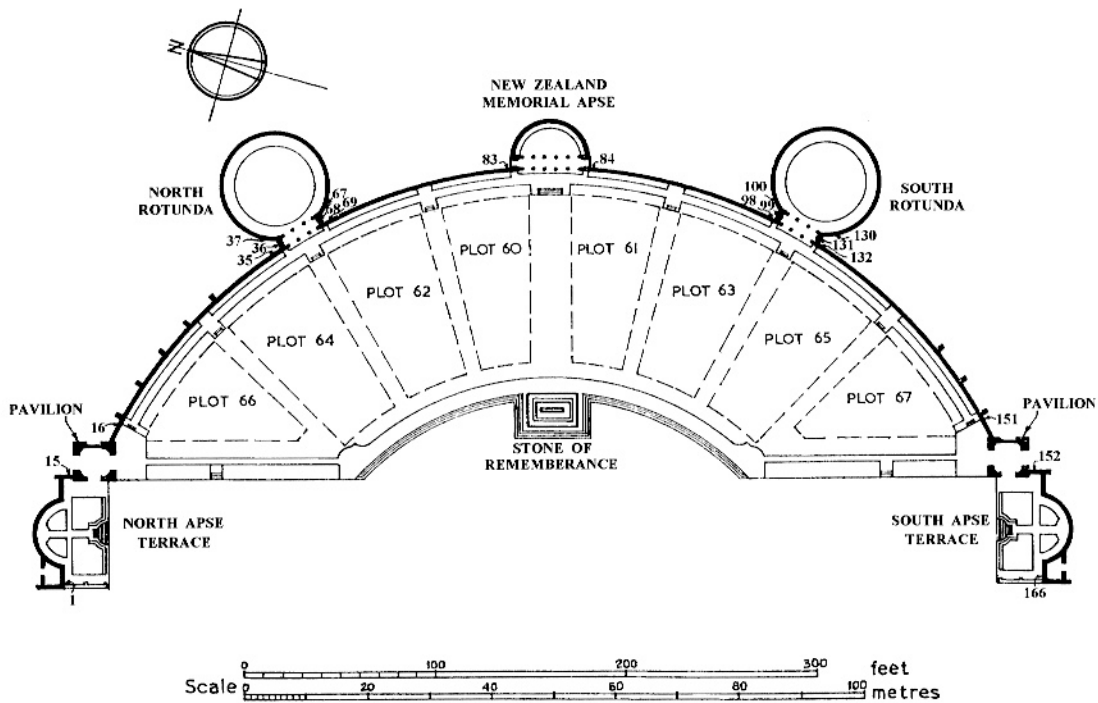 N
NEW ZEALAND
MEMORIAL APSE
83
84
NORTH
ROTUNDA
67
68 69
37
36
35
100
98 99
SOUTH
ROTUNDA
130
131
132
PLOT 60
PLOT 61
PLOT 62
PLOT 63
PLOT 64
PLOT 65
PLOT 66
PLOT 67
PAVILION
16
15
STONE OF
REMEMBERANCE
151
PAVILION
152
NORTH APSE
TERRACE
SOUTH APSE
TERRACE
1
166
0 100 200 300 feet
Scale
0 20 40 60 80 100 metres